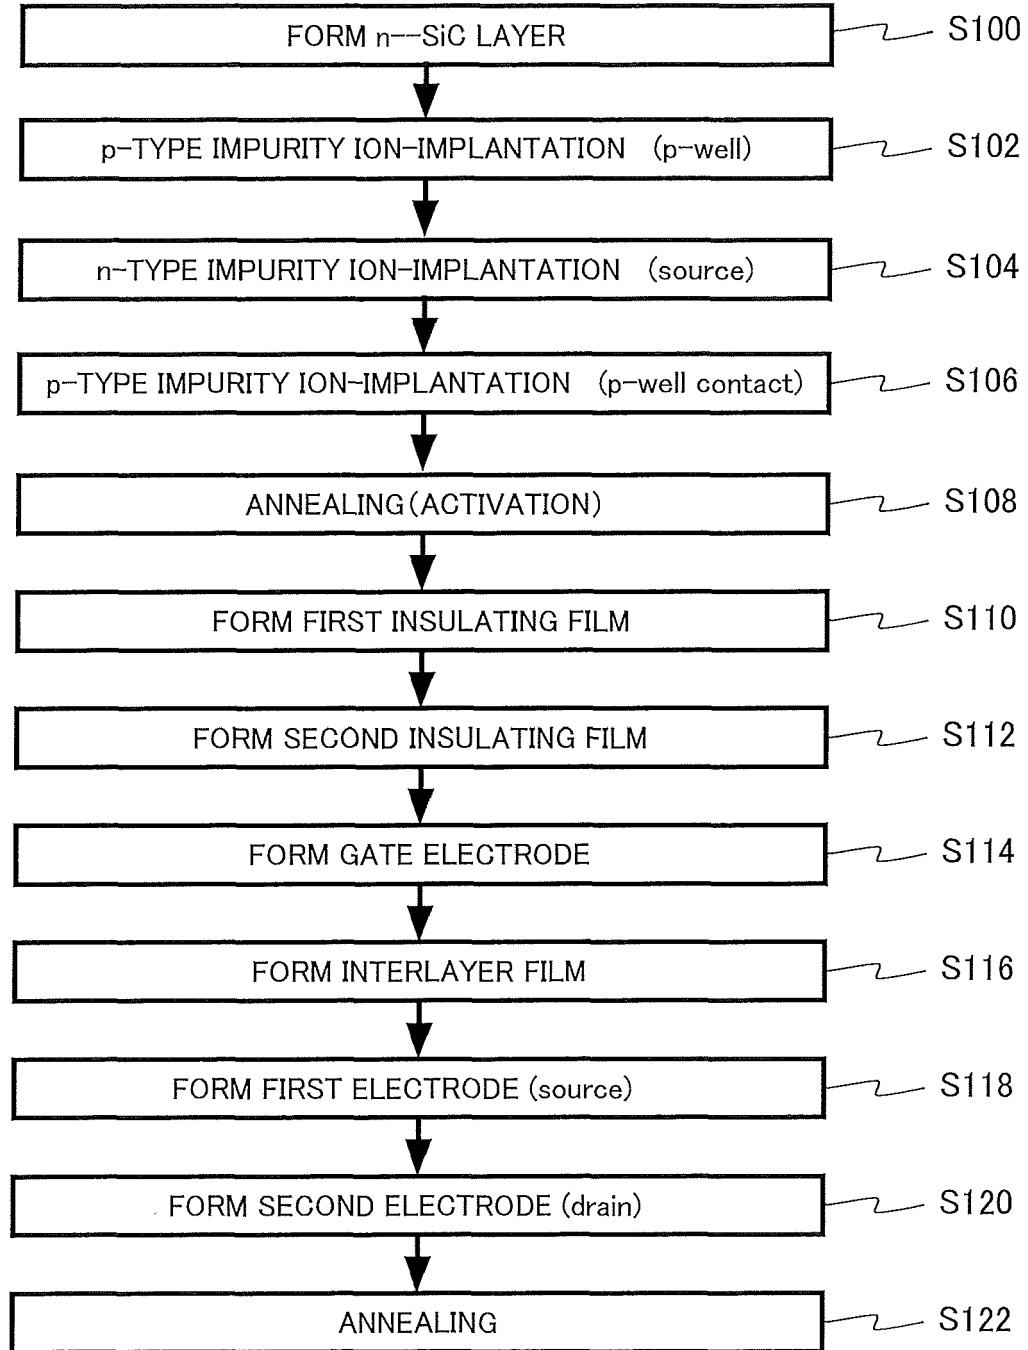 FORM n--SiC LAYER S100
p-TYPE IMPURITY ION-IMPLANTATION (p-well) S102
n-TYPE IMPURITY ION-IMPLANTATION (source) S104
p-TYPE IMPURITY ION-IMPLANTATION (p-well contact) S106
ANNEALING(ACTIVATION) S108
FORM FIRST INSULATING FILM S110
FORM SECOND INSULATING FILM S112
FORM GATE ELECTRODE S114
FORM INTERLAYER FILM S116
FORM FIRST ELECTRODE (source) S118
FORM SECOND ELECTRODE (drain) S120
ANNEALING S122